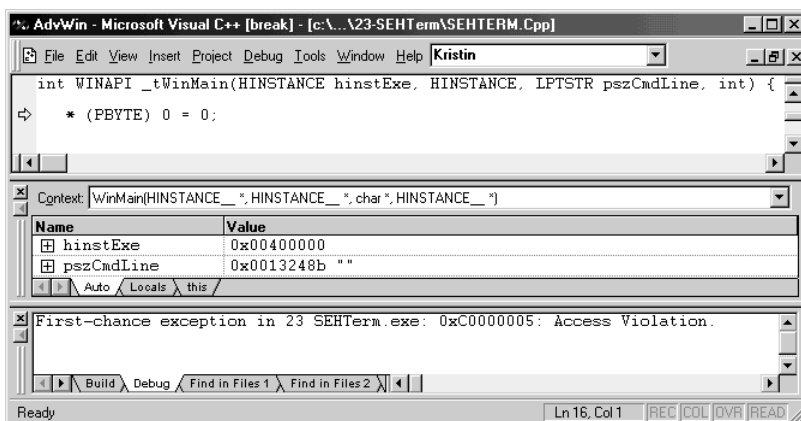 AdvWin - Microsoft Visual C++ [break] - [c:\...\23-SEHTerm\SEHTERM.Cpp]
File Edit View Insert Project Debug Tools Window Help Kristin
int WINAPI _tWinMain(HINSTANCE hinstExe, HINSTANCE, LPTSTR pszCmdLine, int) {
* (PBYTE) 0 = 0;
Context: WinMain(HINSTANCE__ *, HINSTANCE__ *, char *, HINSTANCE__ *)
Name Value
hinstExe 0x00400000
pszCmdLine 0x0013248b ""
Auto Locals this
First-chance exception in 23 SEHTerm.exe: 0xC0000005: Access Violation.
Build Debug Find in Files 1 Find in Files 2
Ready Ln 16, Col 1 REC COL OVR READ